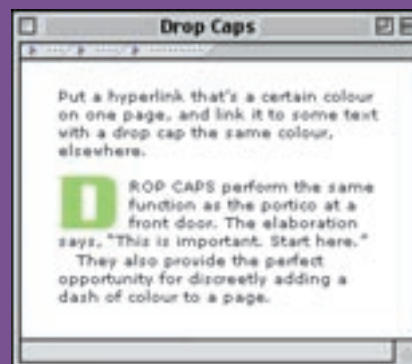 Drop Caps
Put a hyperlink that's a certain colour
on one page, and link it to some text
with a drop cap the same colour,
elsewhere.
D ROP CAPS perform the same
function as the portico at a
front door. The elaboration
says, "This is important. Start here."
They also provide the perfect
opportunity for discreetly adding a
dash of colour to a page.